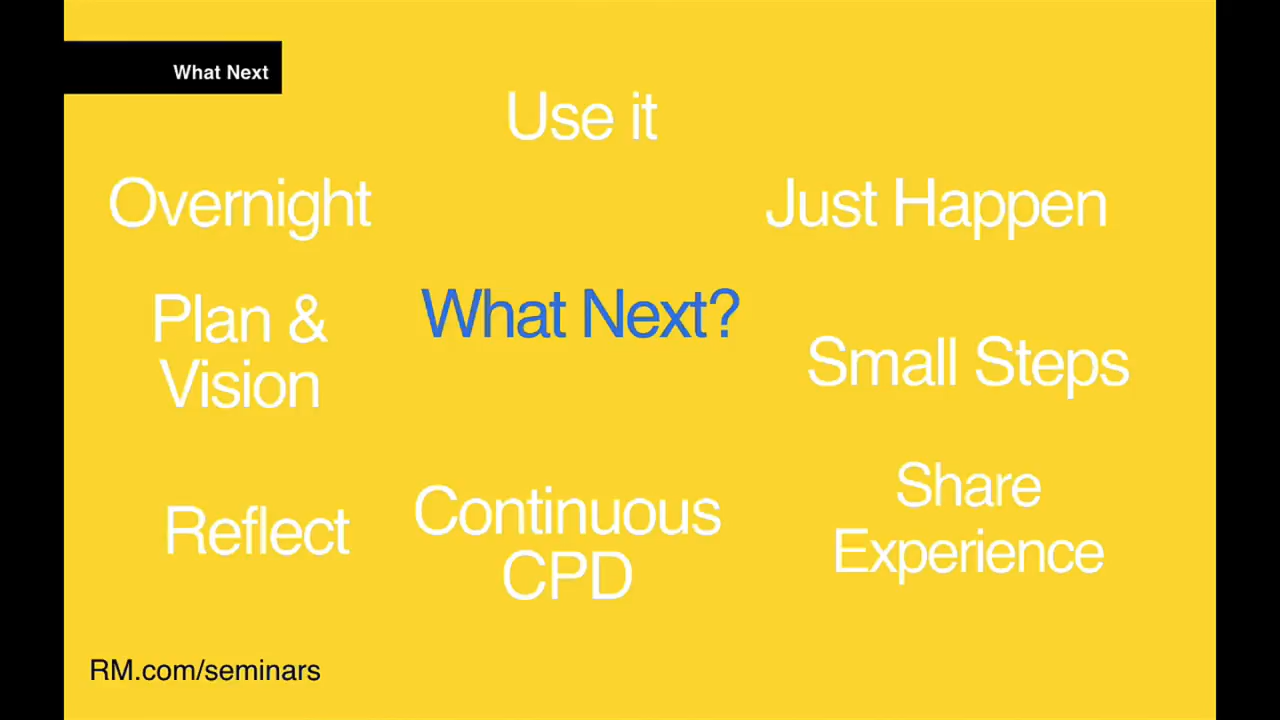 What Next
Use it
Overnight
Just Happen
Plan &
Vision
What Next?
Small Steps
Reflect
Continuous
CPD
Share
Experience
RM.com/seminars